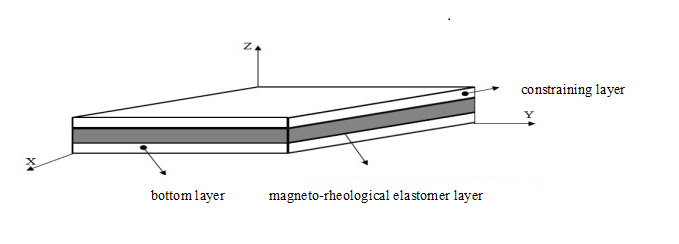 Z
constraining layer
Y
X
bottom layer
magneto-rheological elastomer layer